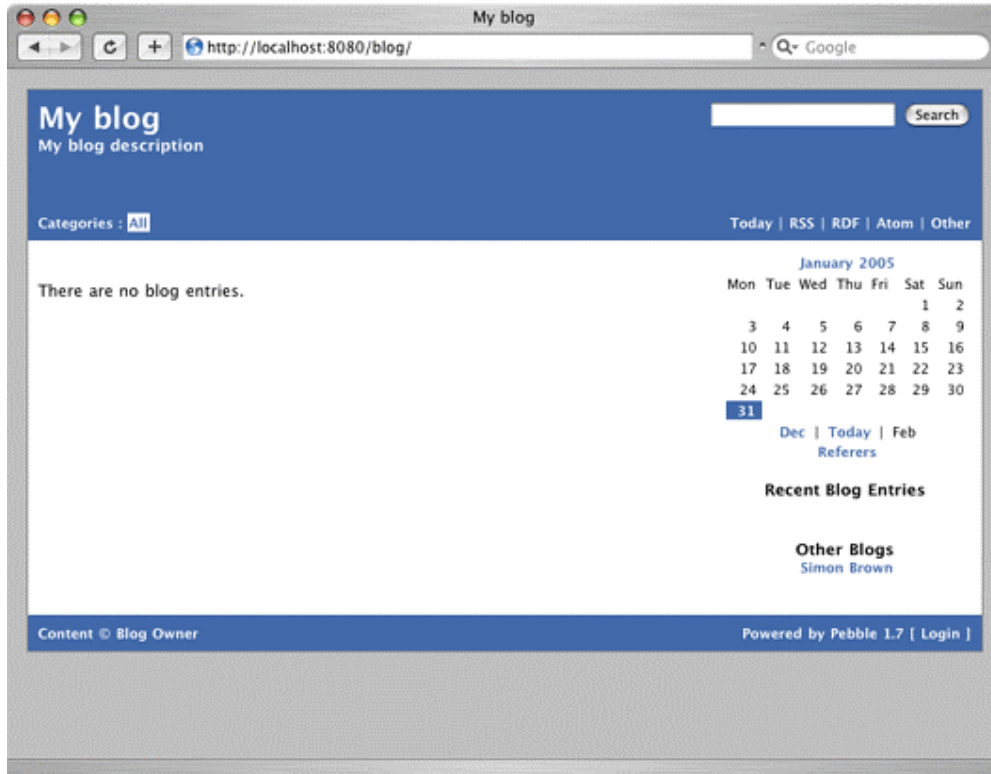 My blog
http://localhost:8080/blog/
Google
My blog
Search
My blog description
Categories : All
Today | RSS | RDF | Atom | Other
There are no blog entries.
January 2005
Mon Tue Wed Thu Fri Sat Sun
1 2
3 4 5 6 7 8 9
10 11 12 13 14 15 16
17 18 19 20 21 22 23
24 25 26 27 28 29 30
31
Dec | Today | Feb
Referers
Recent Blog Entries
Other Blogs
Simon Brown
Content © Blog Owner
Powered by Pebble 1.7 [ Login ]